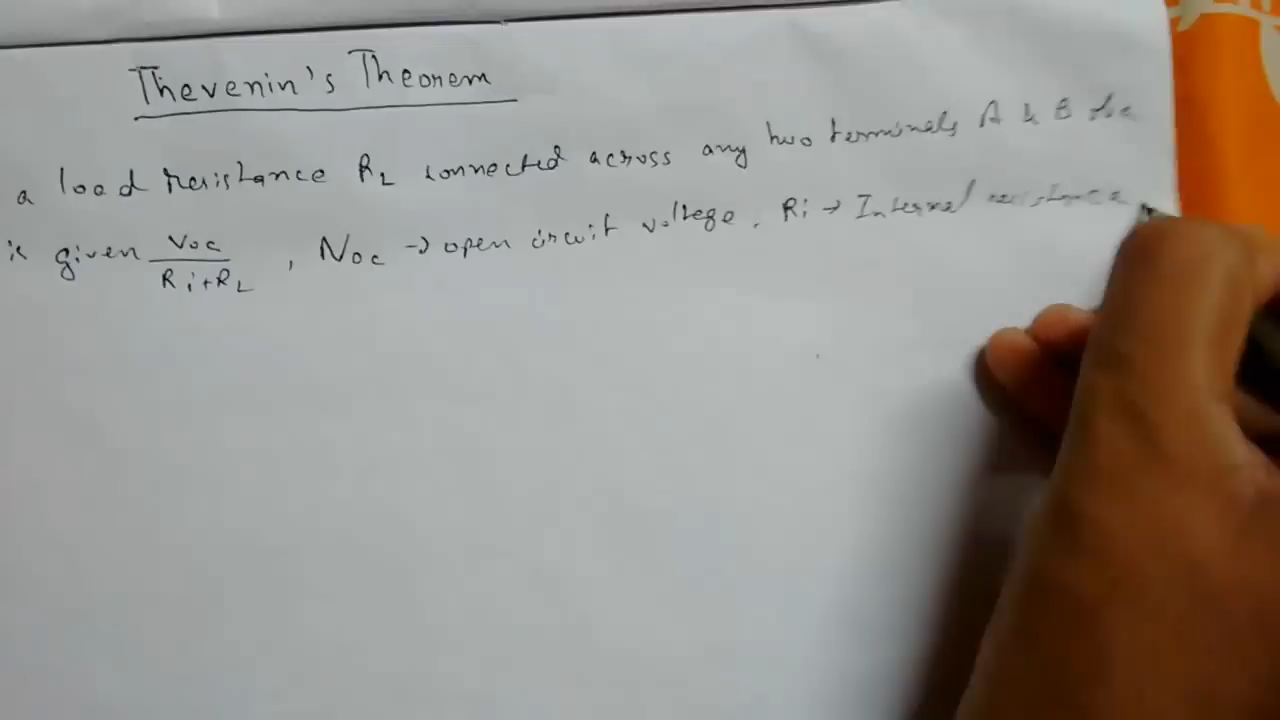 Thevenin's Theorem
a load resistance RL connected across any two terminals A & B
is given Voc/Ri+RL , Voc → open circuit voltage, Ri → Internal resistance